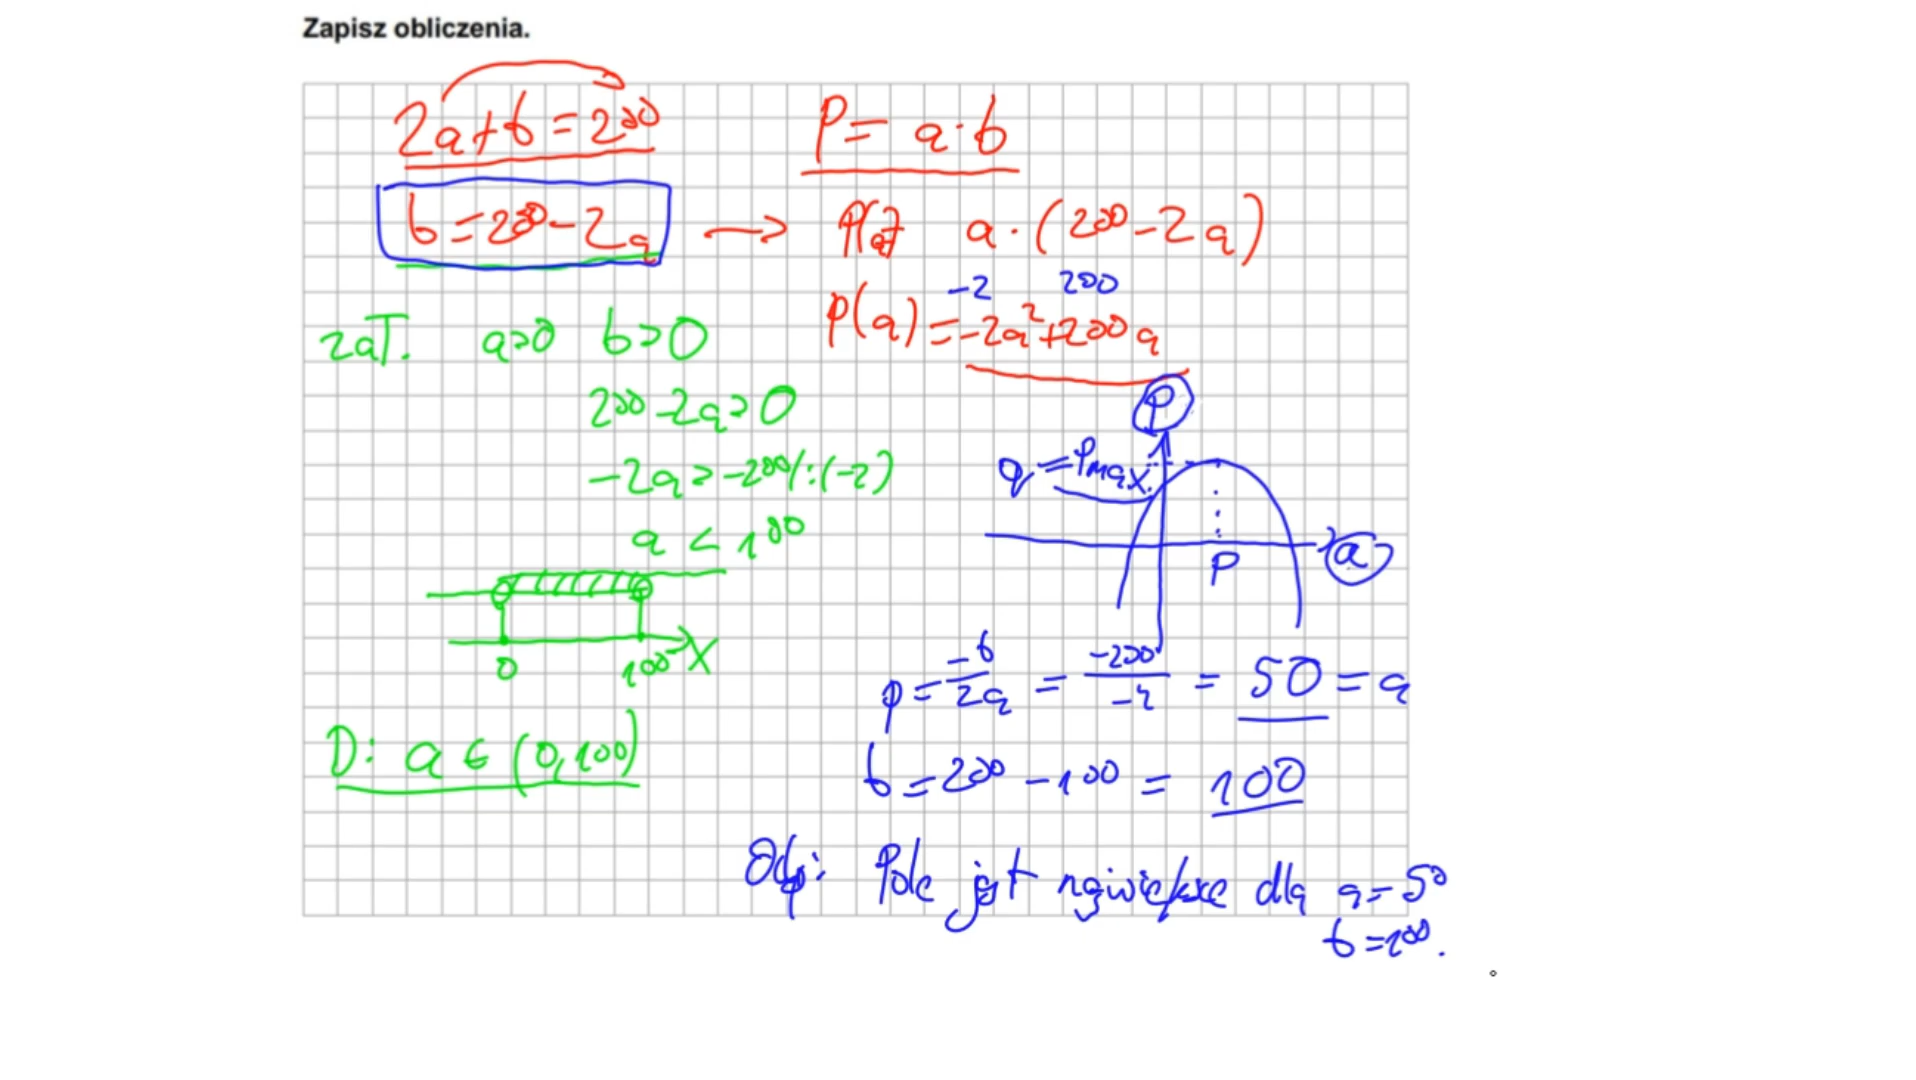 Zapisz obliczenia.
2a+b=200
b=200-2a → P(a) a·(200-2a)
P= a·b
-2 200
P(a)=-2a²+200a
zał. a>0 b>0
200-2a>0
-2a>-200/:(-2)
a < 100
0 100 X
D: a ∈ (0,100)
P
q=Pmax
a
p
p=-b/2a = -200/-4 = 50 = a
b=200-100= 100
Odp: Pole jest największe dla a=50
b=100.